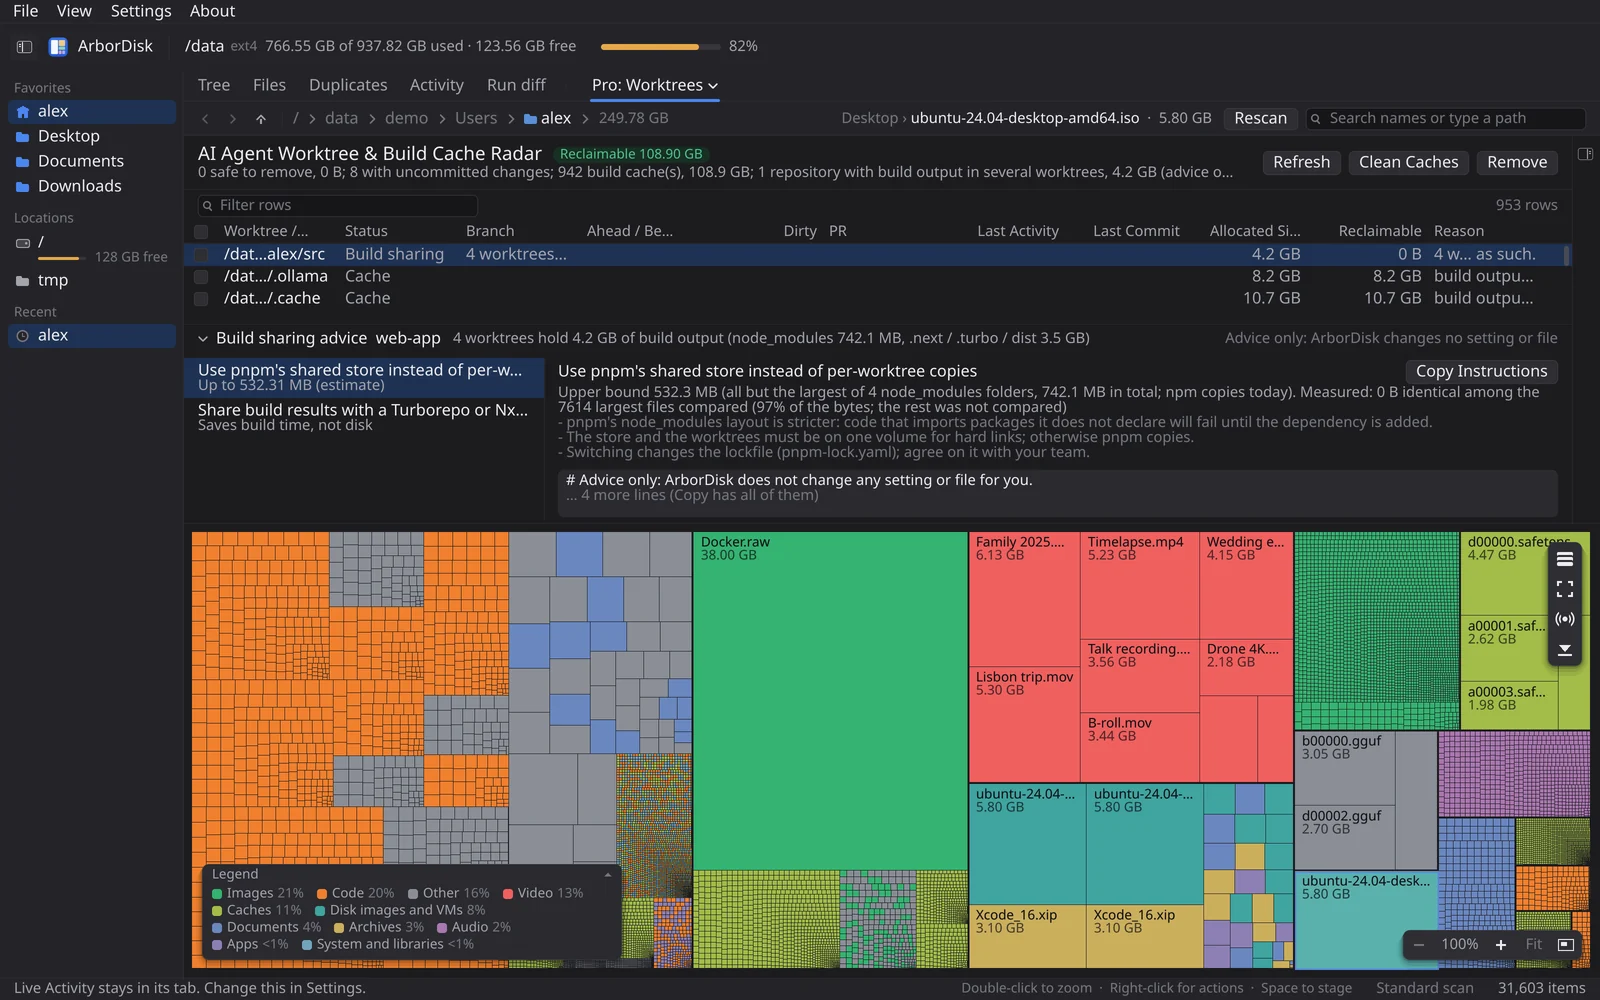 File View Settings About
ArborDisk /data ext4 766.55 GB of 937.82 GB used · 123.56 GB free 82%
Favorites
alex
Desktop
Documents
Downloads
Locations
/
128 GB free
tmp
Recent
alex
Tree Files Duplicates Activity Run diff Pro: Worktrees
/ > data > demo > Users > alex > 249.78 GB
Desktop › ubuntu-24.04-desktop-amd64.iso · 5.80 GB Rescan Search names or type a path
AI Agent Worktree & Build Cache Radar Reclaimable 108.90 GB
0 safe to remove, 0 B; 8 with uncommitted changes; 942 build cache(s), 108.9 GB; 1 repository with build output in several worktrees, 4.2 GB (advice o...
Refresh Clean Caches Remove
Filter rows 953 rows
Worktree /... Status Branch Ahead / Be... Dirty PR Last Activity Last Commit Allocated Si... Reclaimable Reason
/dat...alex/src Build sharing 4 worktrees... 4.2 GB 0 B 4 w... as such.
/dat.../.ollama Cache 8.2 GB 8.2 GB build outpu...
/dat.../.cache Cache 10.7 GB 10.7 GB build outpu...
Build sharing advice web-app 4 worktrees hold 4.2 GB of build output (node_modules 742.1 MB, .next / .turbo / dist 3.5 GB) Advice only: ArborDisk changes no setting or file
Use pnpm's shared store instead of per-w...
Up to 532.31 MB (estimate)
Share build results with a Turborepo or Nx...
Saves build time, not disk
Use pnpm's shared store instead of per-worktree copies Copy Instructions
Upper bound 532.3 MB (all but the largest of 4 node_modules folders, 742.1 MB in total; npm copies today). Measured: 0 B identical among the
7614 largest files compared (97% of the bytes; the rest was not compared)
- pnpm's node_modules layout is stricter: code that imports packages it does not declare will fail until the dependency is added.
- The store and the worktrees must be on one volume for hard links; otherwise pnpm copies.
- Switching changes the lockfile (pnpm-lock.yaml); agree on it with your team.
# Advice only: ArborDisk does not change any setting or file for you.
... 4 more lines (Copy has all of them)
Docker.raw
38.00 GB
Family 2025....
6.13 GB
Timelapse.mp4
5.23 GB
Wedding e...
4.15 GB
Talk recording....
3.56 GB
Drone 4K....
2.18 GB
Lisbon trip.mov
5.30 GB
B-roll.mov
3.44 GB
ubuntu-24.04-...
5.80 GB
ubuntu-24.04-...
5.80 GB
Xcode_16.xip
3.10 GB
Xcode_16.xip
3.10 GB
d00000.safetens
4.47 GB
a00001.saf...
2.62 GB
a00003.saf...
1.98 GB
b00000.gguf
3.05 GB
d00002.gguf
2.70 GB
ubuntu-24.04-desk...
5.80 GB
Legend
Images 21% Code 20% Other 16% Video 13%
Caches 11% Disk images and VMs 8%
Documents 4% Archives 3% Audio 2%
Apps <1% System and libraries <1%
− 100% + Fit
Live Activity stays in its tab. Change this in Settings.
Double-click to zoom · Right-click for actions · Space to stage Standard scan 31,603 items